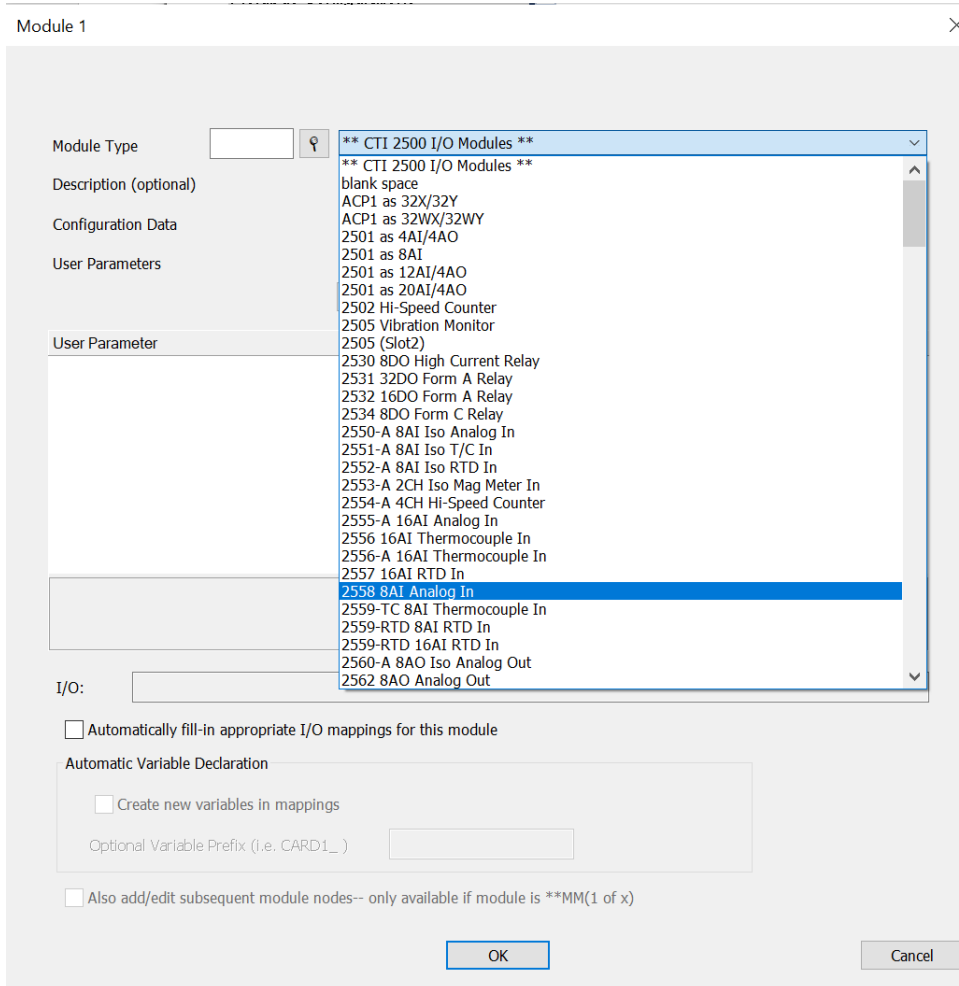 Module 1
Module Type
** CTI 2500 I/O Modules **
** CTI 2500 I/O Modules **
blank space
ACP1 as 32X/32Y
ACP1 as 32WX/32WY
2501 as 4AI/4AO
2501 as 8AI
2501 as 12AI/4AO
2501 as 20AI/4AO
2502 Hi-Speed Counter
2505 Vibration Monitor
2505 (Slot2)
2530 8DO High Current Relay
2531 32DO Form A Relay
2532 16DO Form A Relay
2534 8DO Form C Relay
2550-A 8AI Iso Analog In
2551-A 8AI Iso T/C In
2552-A 8AI Iso RTD In
2553-A 2CH Iso Mag Meter In
2554-A 4CH Hi-Speed Counter
2555-A 16AI Analog In
2556 16AI Thermocouple In
2556-A 16AI Thermocouple In
2557 16AI RTD In
2558 8AI Analog In
2559-TC 8AI Thermocouple In
2559-RTD 8AI RTD In
2559-RTD 16AI RTD In
2560-A 8AO Iso Analog Out
2562 8AO Analog Out
Description (optional)
Configuration Data
User Parameters
User Parameter
I/O:
Automatically fill-in appropriate I/O mappings for this module
Automatic Variable Declaration
Create new variables in mappings
Optional Variable Prefix (i.e. CARD1_ )
Also add/edit subsequent module nodes-- only available if module is **MM(1 of x)
OK
Cancel